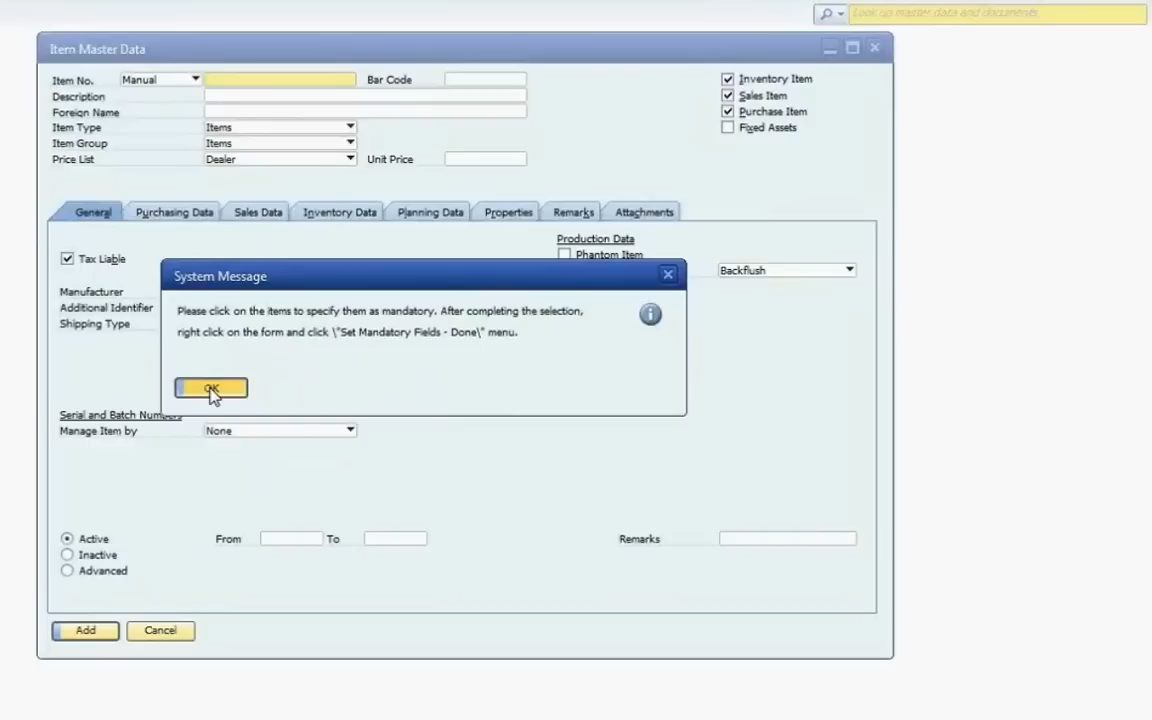 Look up master data and documents
Item Master Data
Item No. Manual Bar Code
Description
Foreign Name
Item Type Items
Item Group Items
Price List Dealer Unit Price
Inventory Item
Sales Item
Purchase Item
Fixed Assets
General Purchasing Data Sales Data Inventory Data Planning Data Properties Remarks Attachments
Production Data
Phantom Item
Tax Liable
Backflush
System Message
Please click on the items to specify them as mandatory. After completing the selection,
right click on the form and click \"Set Mandatory Fields - Done\" menu.
OK
Manufacturer
Additional Identifier
Shipping Type
Serial and Batch Numbers
Manage Item by None
Active From To Remarks
Inactive
Advanced
Add Cancel